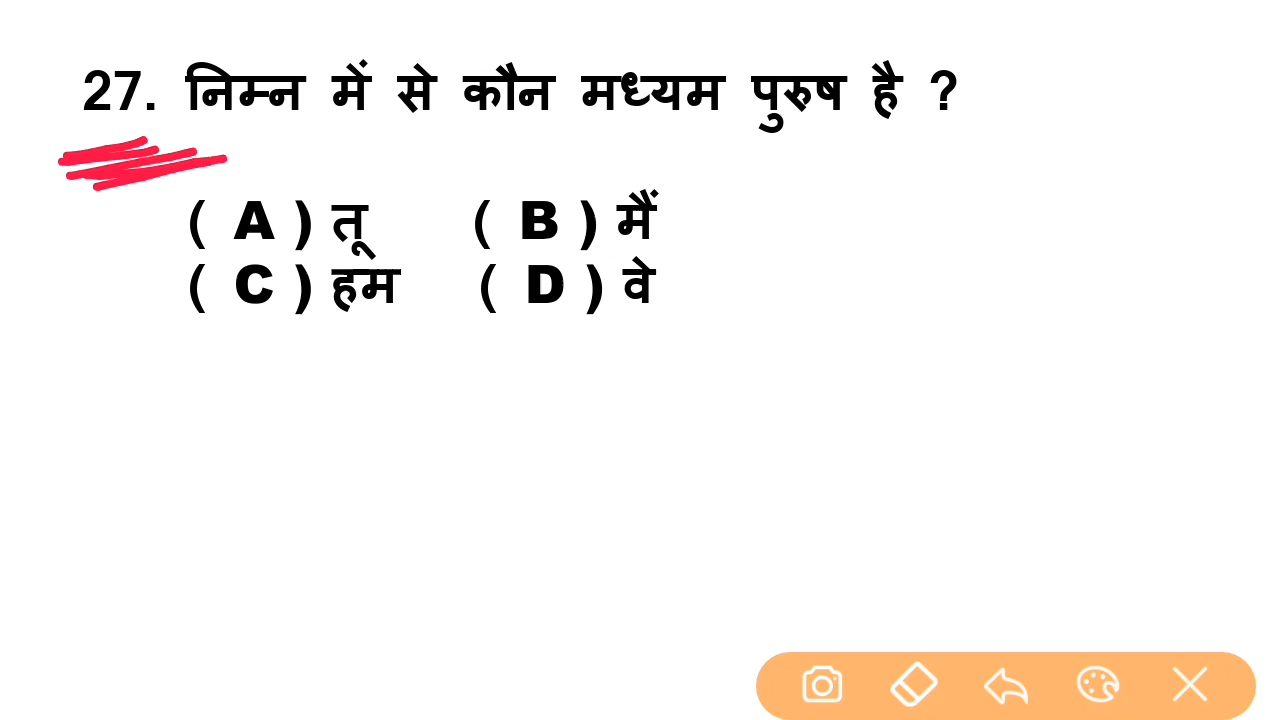 27. निम्न में से कौन मध्यम पुरुष है ?
( A ) तू ( B ) मैं
( C ) हम ( D ) वे